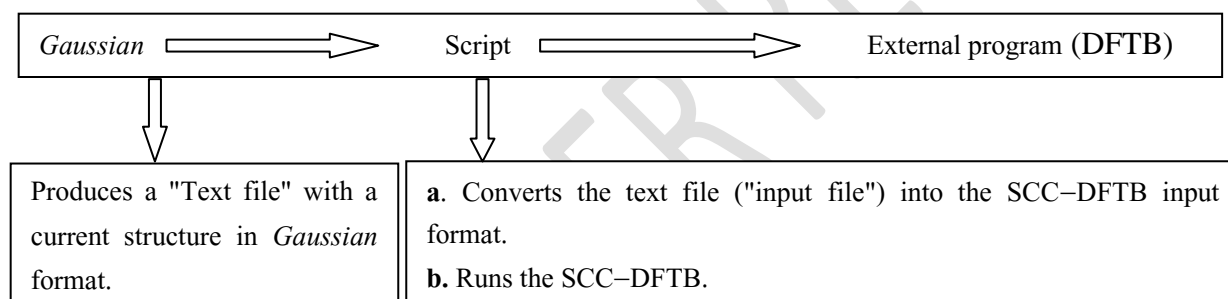 Gaussian Script External program (DFTB)
Produces a "Text file" with a
current structure in Gaussian
format.
a. Converts the text file ("input file") into the SCC−DFTB input
format.
b. Runs the SCC−DFTB.